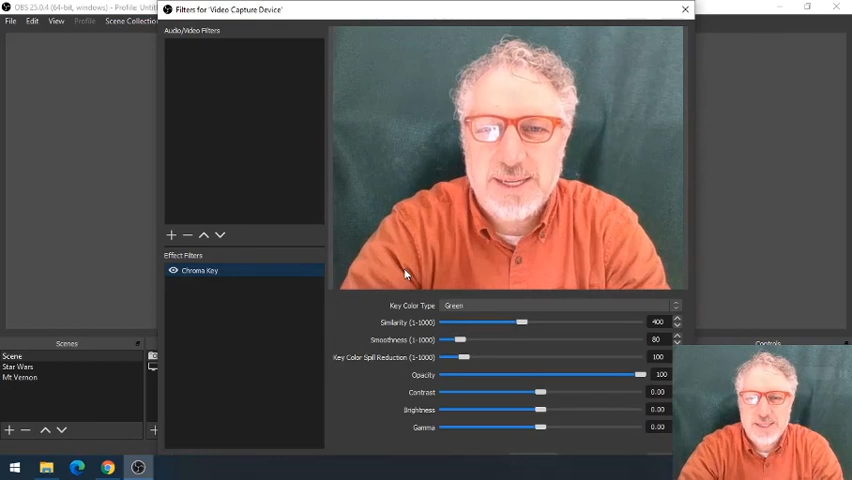 OBS 25.0.4 (64-bit, windows) - Profile: Untitl
Filters for 'Video Capture Device'
File Edit View Profile Scene Collection
Audio/Video Filters
Effect Filters
Chroma Key
Key Color Type Green
Similarity (1-1000) 400
Smoothness (1-1000) 80
Key Color Spill Reduction (1-1000) 100
Opacity 100
Contrast 0.00
Brightness 0.00
Gamma 0.00
Scenes
Controls
Scene
Star Wars
Mt Vernon